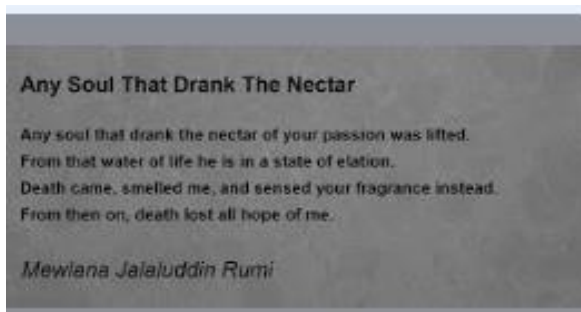 Any Soul That Drank The Nectar
Any soul that drank the nectar of your passion was lifted.
From that water of life he is in a state of elation.
Death came, smelled me, and sensed your fragrance instead.
From then on, death lost all hope of me.
Mewlana Jalaluddin Rumi